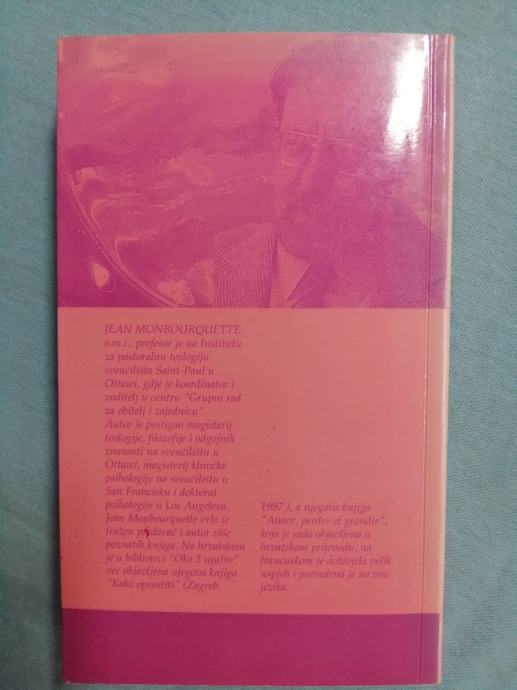 JEAN MONBOURQUETTE,
o.m.i., profesor je na Institutu
za pastoralnu teologiju
sveučilišta Saint-Paul u
Ottawi, gdje je koordinator i
voditelj u centru "Grupni rad
za obitelj i zajednicu".
Autor je postigao magisterij
teologije, filozofije i odgojnih
znanosti na sveučilištu u
Ottawi, magisterij kliničke
psihologije na sveučilištu u
San Francisku i doktorat
psihologije u Los Angelesu.
Jean Monbourquette vrlo je
tražen predavač i autor više
poznatih knjiga. Na hrvatskom
je u biblioteci "Oko 3 ujutro"
već objavljena njegova knjiga
"Kako oprostiti" (Zagreb
1997.), a njegova knjiga
"Aimer, perdre et grandir",
koja je sada objavljena u
hrvatskom prijevodu, na
francuskom je doživjela velik
uspjeh i prevedena je na više
jezika.